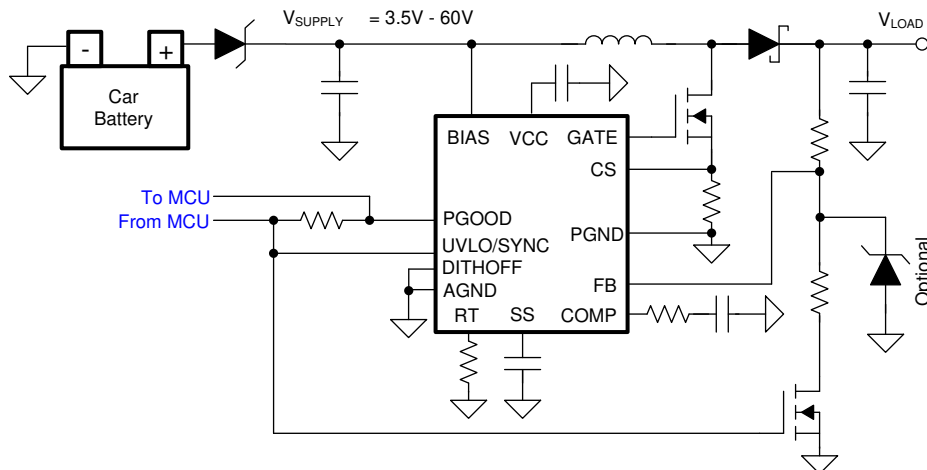 V_SUPPLY = 3.5V - 60V
V_LOAD
- +
Car
Battery
BIAS VCC GATE
CS
To MCU
From MCU
PGOOD
UVLO/SYNC
PGND
DITHOFF
AGND
FB
RT SS COMP
Optional